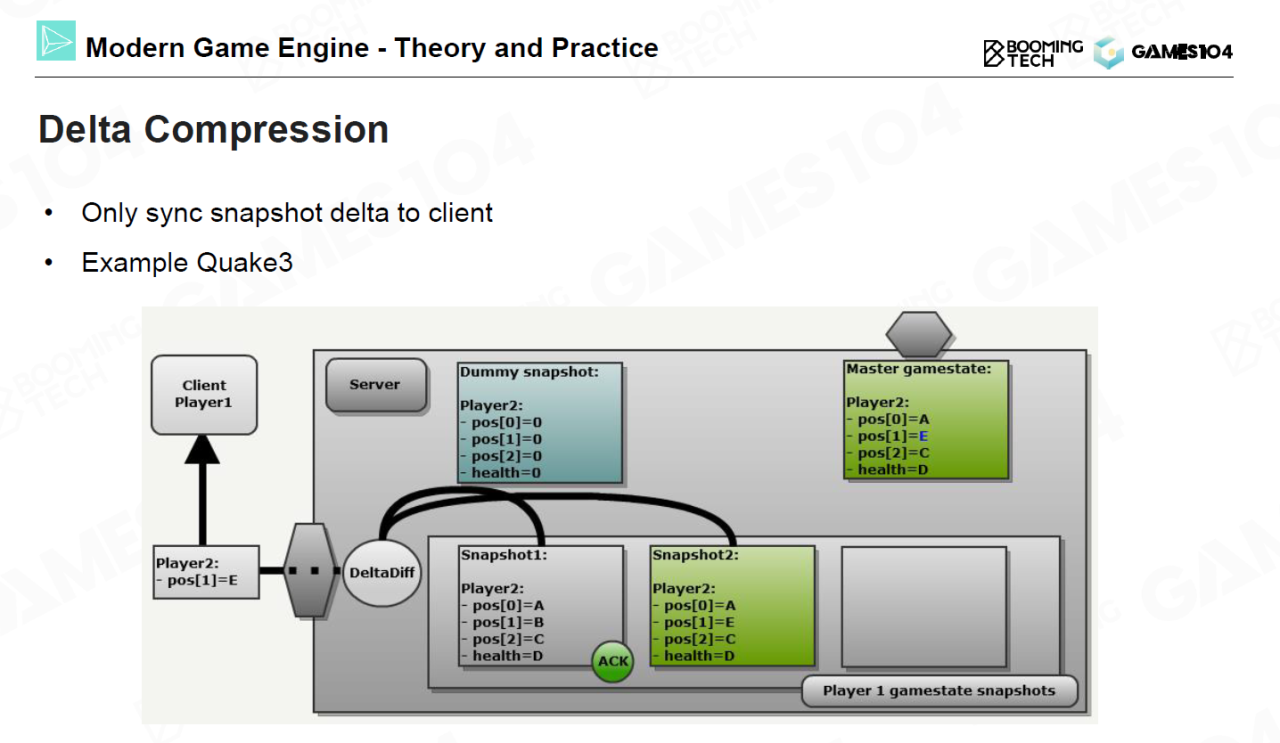 Modern Game Engine - Theory and Practice
BOOMING
TECH
GAMES104
Delta Compression
• Only sync snapshot delta to client
• Example Quake3
Client
Player1
Server
Dummy snapshot:
Player2:
- pos[0]=0
- pos[1]=0
- pos[2]=0
- health=0
Master gamestate:
Player2:
- pos[0]=A
- pos[1]=E
- pos[2]=C
- health=D
Player2:
- pos[1]=E
DeltaDiff
Snapshot1:
Player2:
- pos[0]=A
- pos[1]=B
- pos[2]=C
- health=D
ACK
Snapshot2:
Player2:
- pos[0]=A
- pos[1]=E
- pos[2]=C
- health=D
Player 1 gamestate snapshots